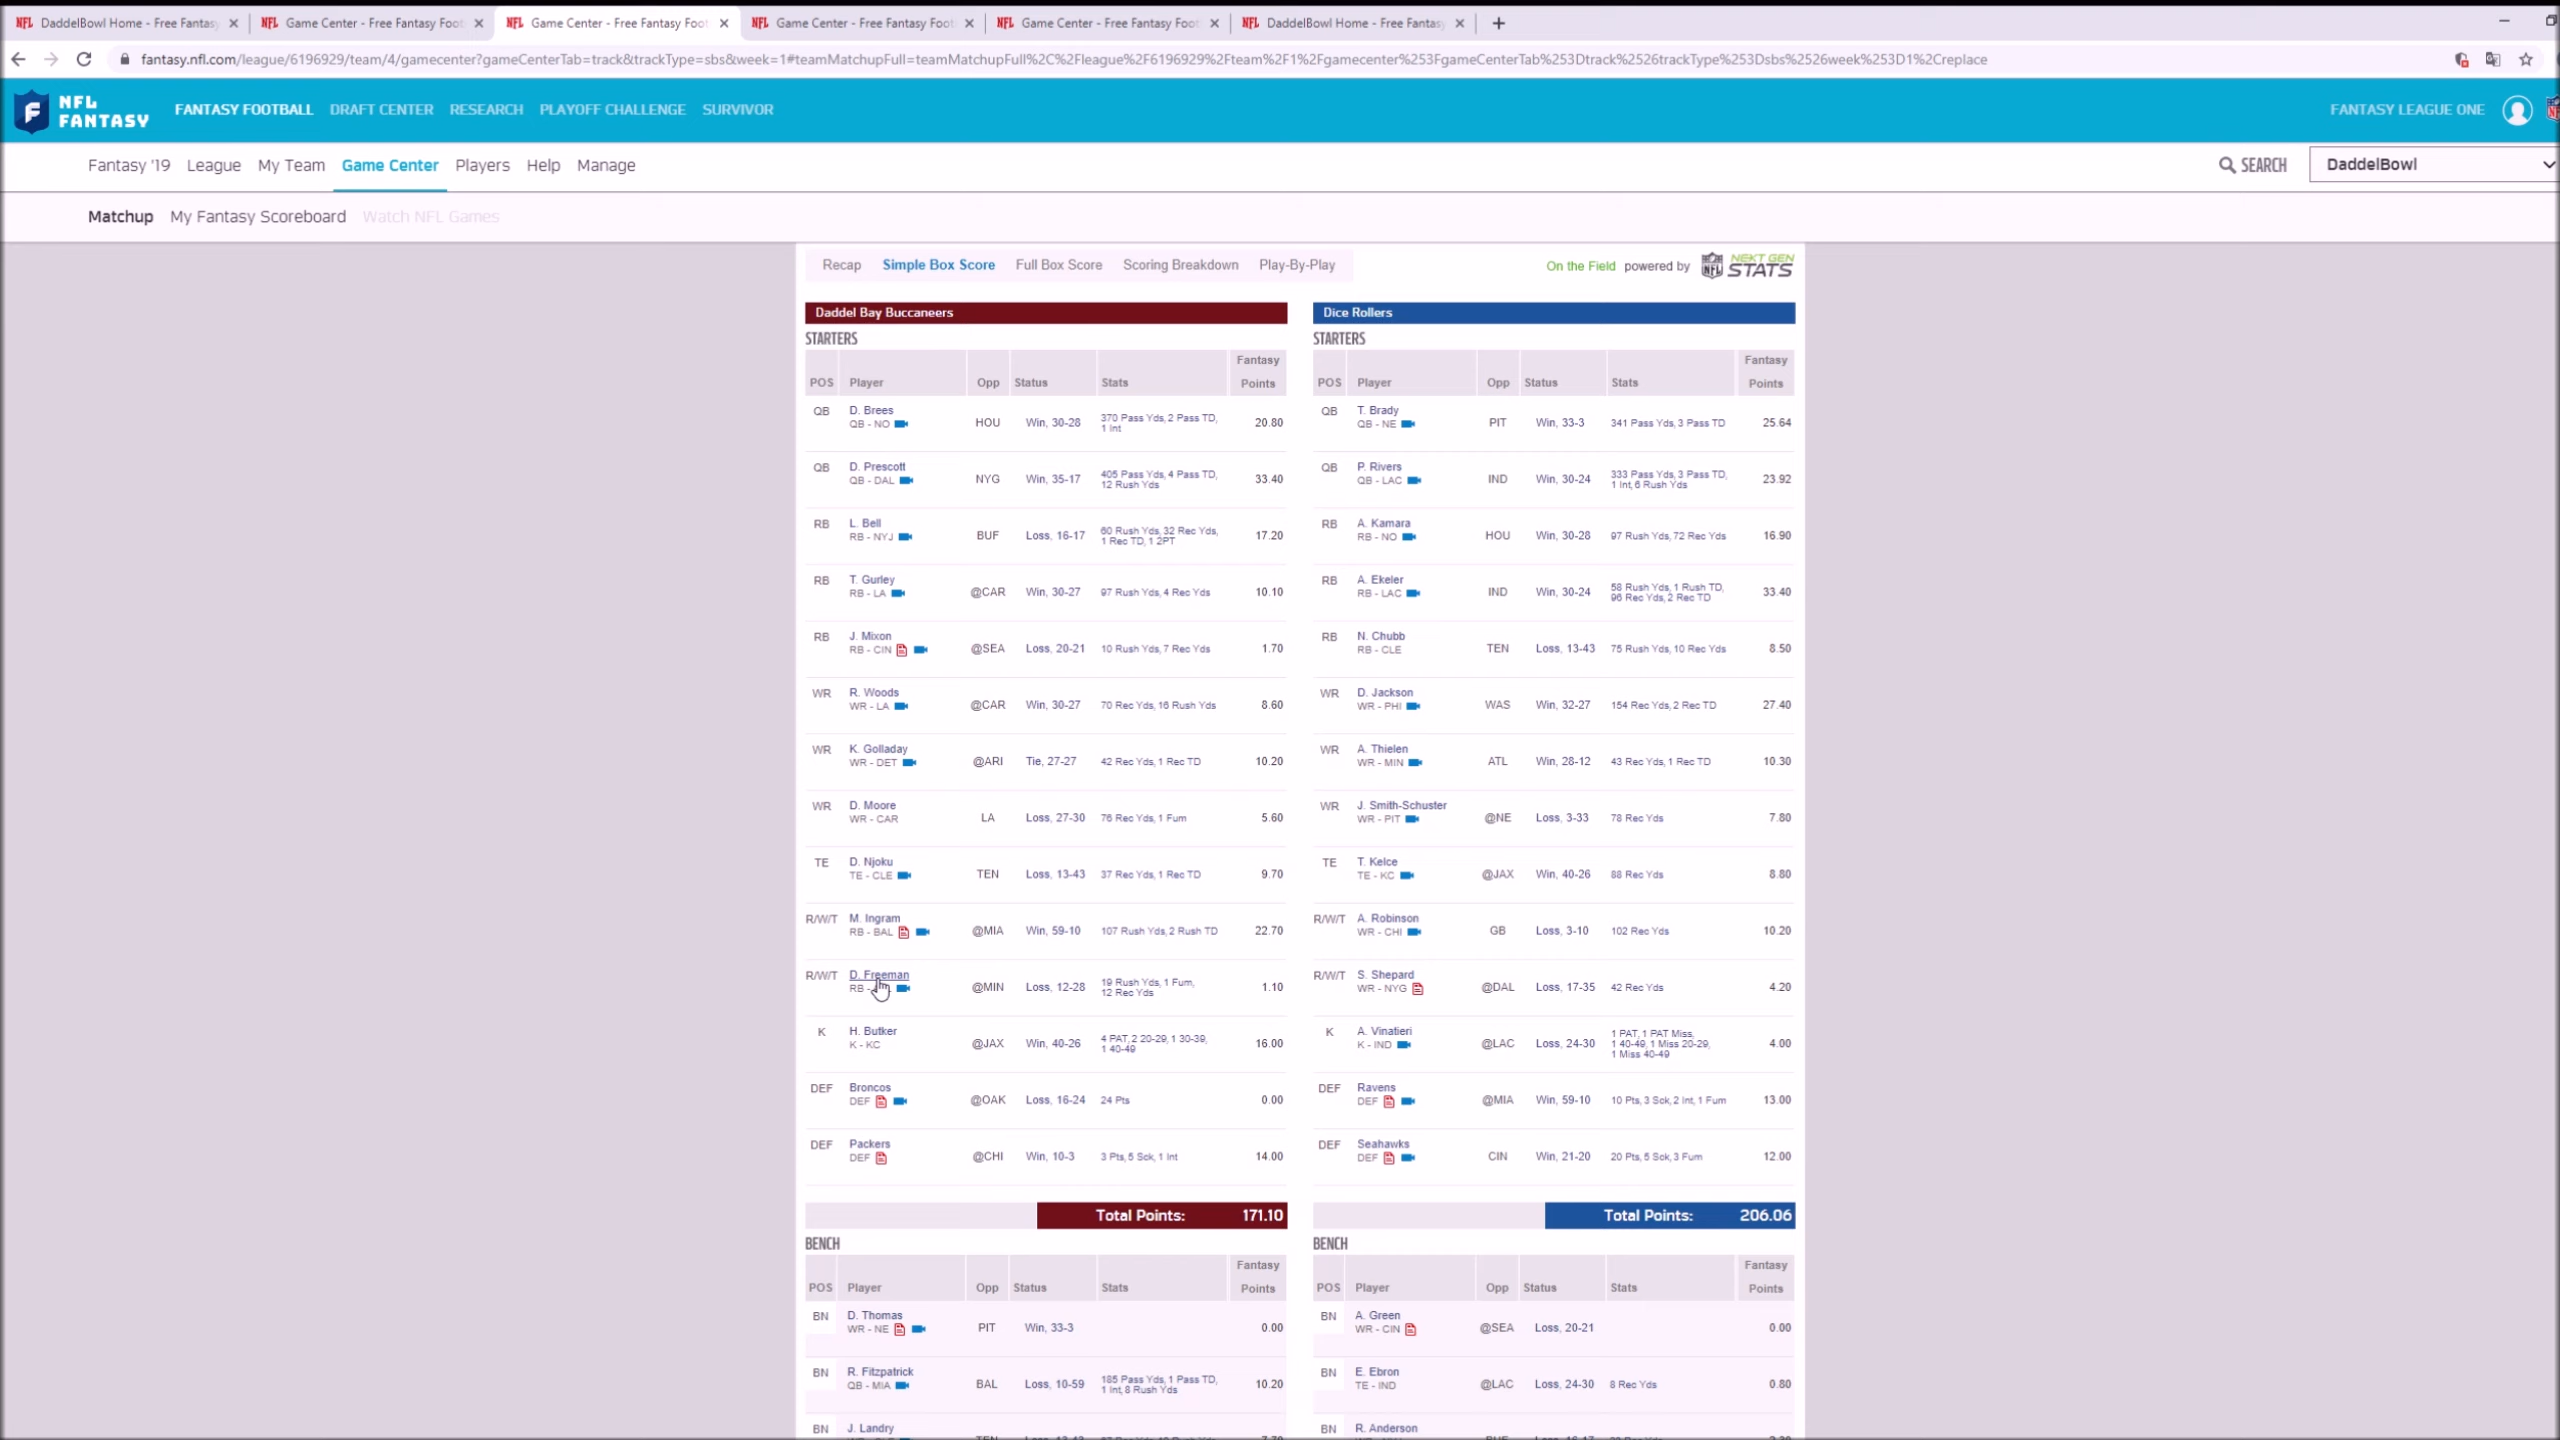 DaddelBowl Home - Free Fantasy
Game Center - Free Fantasy Foot
Game Center - Free Fantasy Foot
Game Center - Free Fantasy Foot
Game Center - Free Fantasy Foot
DaddelBowl Home - Free Fantasy
fantasy.nfl.com/league/6196929/team/4/gamecenter?gameCenterTab=track&trackType=sbs&week=1#teamMatchupFull=teamMatchupFull%2C%2Fleague%2F6196929%2Fteam%2F1%2Fgamecenter%253FgameCenterTab%253Dtrack%2526trackType%253Dsbs%2526week%253D1%2Creplace
NFL FANTASY
FANTASY FOOTBALL DRAFT CENTER RESEARCH PLAYOFF CHALLENGE SURVIVOR FANTASY LEAGUE ONE
Fantasy '19 League My Team Game Center Players Help Manage SEARCH DaddelBowl
Matchup My Fantasy Scoreboard Watch NFL Games
Recap Simple Box Score Full Box Score Scoring Breakdown Play-By-Play On the Field powered by NFL NEXT GEN STATS
Daddel Bay Buccaneers
STARTERS
POS Player Opp Status Stats Fantasy Points
QB D. Brees QB - NO HOU Win, 30-28 370 Pass Yds, 2 Pass TD, 1 Int 20.80
QB D. Prescott QB - DAL NYG Win, 35-17 405 Pass Yds, 4 Pass TD, 12 Rush Yds 33.40
RB L. Bell RB - NYJ BUF Loss, 16-17 60 Rush Yds, 32 Rec Yds, 1 Rec TD, 1 2PT 17.20
RB T. Gurley RB - LA @CAR Win, 30-27 97 Rush Yds, 4 Rec Yds 10.10
RB J. Mixon RB - CIN @SEA Loss, 20-21 10 Rush Yds, 7 Rec Yds 1.70
WR R. Woods WR - LA @CAR Win, 30-27 70 Rec Yds, 16 Rush Yds 8.60
WR K. Golladay WR - DET @ARI Tie, 27-27 42 Rec Yds, 1 Rec TD 10.20
WR D. Moore WR - CAR LA Loss, 27-30 76 Rec Yds, 1 Fum 5.60
TE D. Njoku TE - CLE TEN Loss, 13-43 37 Rec Yds, 1 Rec TD 9.70
R/W/T M. Ingram RB - BAL @MIA Win, 59-10 107 Rush Yds, 2 Rush TD 22.70
R/W/T D. Freeman RB - @MIN Loss, 12-28 19 Rush Yds, 1 Fum, 12 Rec Yds 1.10
K H. Butker K - KC @JAX Win, 40-26 4 PAT, 2 20-29, 1 30-39, 1 40-49 16.00
DEF Broncos DEF @OAK Loss, 16-24 24 Pts 0.00
DEF Packers DEF @CHI Win, 10-3 3 Pts, 5 Sck, 1 Int 14.00
Total Points: 171.10
BENCH
POS Player Opp Status Stats Fantasy Points
BN D. Thomas WR - NE PIT Win, 33-3 0.00
BN R. Fitzpatrick QB - MIA BAL Loss, 10-59 185 Pass Yds, 1 Pass TD, 1 Int, 8 Rush Yds 10.20
BN J. Landry
Dice Rollers
STARTERS
POS Player Opp Status Stats Fantasy Points
QB T. Brady QB - NE PIT Win, 33-3 341 Pass Yds, 3 Pass TD 25.64
QB P. Rivers QB - LAC IND Win, 30-24 333 Pass Yds, 3 Pass TD, 1 Int, 6 Rush Yds 23.92
RB A. Kamara RB - NO HOU Win, 30-28 97 Rush Yds, 72 Rec Yds 16.90
RB A. Ekeler RB - LAC IND Win, 30-24 58 Rush Yds, 1 Rush TD, 96 Rec Yds, 2 Rec TD 33.40
RB N. Chubb RB - CLE TEN Loss, 13-43 75 Rush Yds, 10 Rec Yds 8.50
WR D. Jackson WR - PHI WAS Win, 32-27 154 Rec Yds, 2 Rec TD 27.40
WR A. Thielen WR - MIN ATL Win, 28-12 43 Rec Yds, 1 Rec TD 10.30
WR J. Smith-Schuster WR - PIT @NE Loss, 3-33 78 Rec Yds 7.80
TE T. Kelce TE - KC @JAX Win, 40-26 88 Rec Yds 8.80
R/W/T A. Robinson WR - CHI GB Loss, 3-10 102 Rec Yds 10.20
R/W/T S. Shepard WR - NYG @DAL Loss, 17-35 42 Rec Yds 4.20
K A. Vinatieri K - IND @LAC Loss, 24-30 1 PAT, 1 PAT Miss, 1 40-49, 1 Miss 20-29, 1 Miss 40-49 4.00
DEF Ravens DEF @MIA Win, 59-10 10 Pts, 3 Sck, 2 Int, 1 Fum 13.00
DEF Seahawks DEF CIN Win, 21-20 20 Pts, 5 Sck, 3 Fum 12.00
Total Points: 206.06
BENCH
POS Player Opp Status Stats Fantasy Points
BN A. Green WR - CIN @SEA Loss, 20-21 0.00
BN E. Ebron TE - IND @LAC Loss, 24-30 8 Rec Yds 0.80
BN R. Anderson